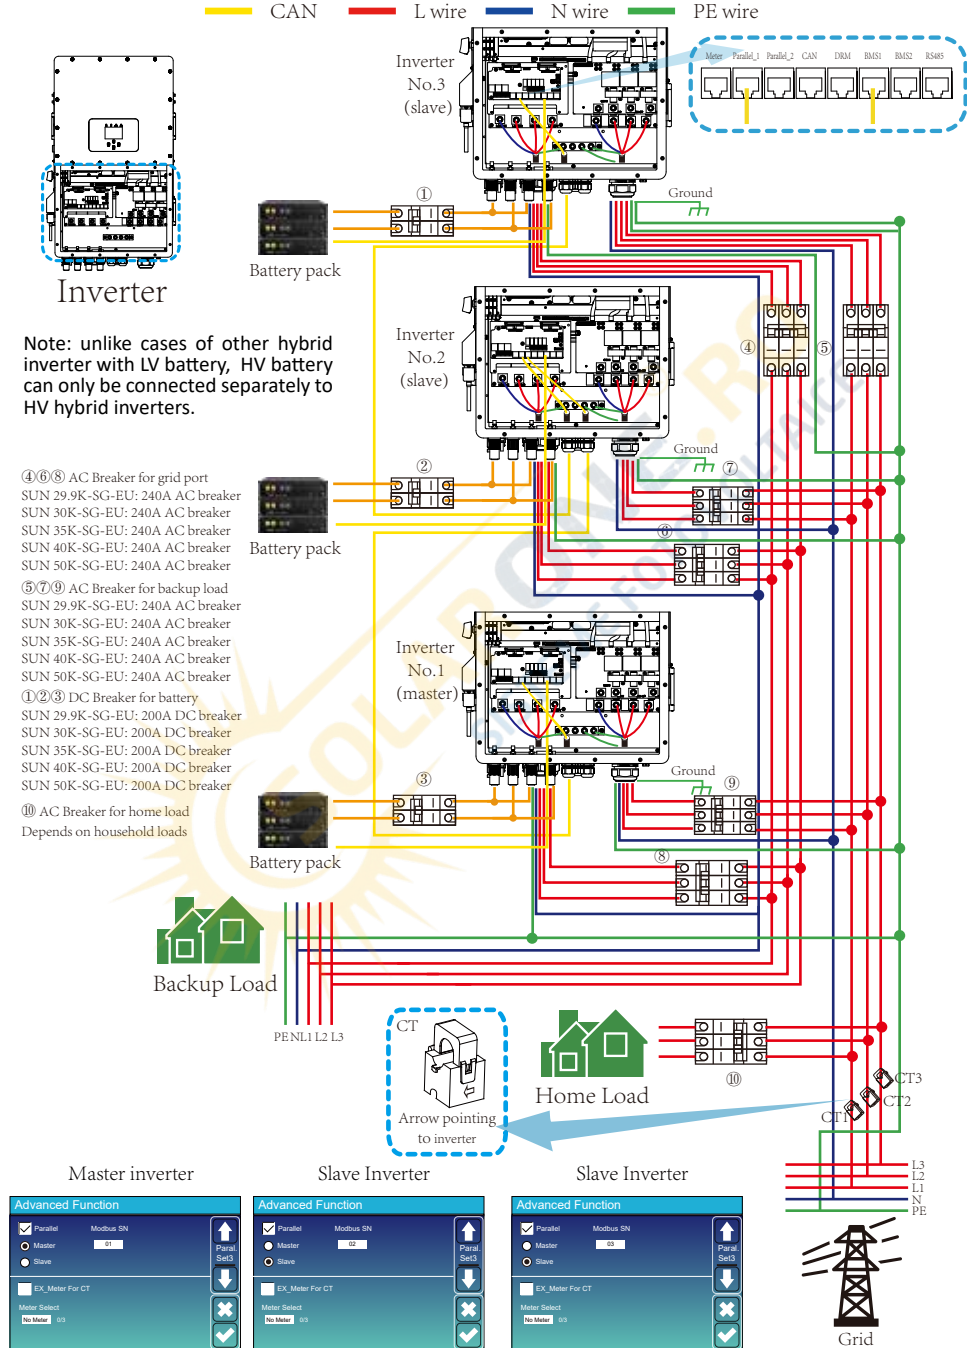 CAN L wire N wire PE wire
Inverter
No.3
(slave)
Meter Parallel_1 Parallel_2 CAN DRM BMS1 BMS2 RS485
①
Ground
Battery pack
Inverter
Note: unlike cases of other hybrid
inverter with LV battery, HV battery
can only be connected separately to
HV hybrid inverters.
Inverter
No.2
(slave)
④ ⑤
②
Ground
⑦
Battery pack
⑥
④⑥⑧ AC Breaker for grid port
SUN 29.9K-SG-EU: 240A AC breaker
SUN 30K-SG-EU: 240A AC breaker
SUN 35K-SG-EU: 240A AC breaker
SUN 40K-SG-EU: 240A AC breaker
SUN 50K-SG-EU: 240A AC breaker
⑤⑦⑨ AC Breaker for backup load
SUN 29.9K-SG-EU: 240A AC breaker
SUN 30K-SG-EU: 240A AC breaker
SUN 35K-SG-EU: 240A AC breaker
SUN 40K-SG-EU: 240A AC breaker
SUN 50K-SG-EU: 240A AC breaker
①②③ DC Breaker for battery
SUN 29.9K-SG-EU: 200A DC breaker
SUN 30K-SG-EU: 200A DC breaker
SUN 35K-SG-EU: 200A DC breaker
SUN 40K-SG-EU: 200A DC breaker
SUN 50K-SG-EU: 200A DC breaker
⑩ AC Breaker for home load
Depends on household loads
Inverter
No.1
(master)
③
Ground
⑨
Battery pack
⑧
SOLARONE.RO
Backup Load
PE N L1 L2 L3
CT
Arrow pointing
to inverter
Home Load
⑩
CT3
CT2
CT1
L3
L2
L1
N
PE
Grid
Master inverter
Advanced Function
Parallel Modbus SN
Master 01
Slave
Paral.
Set3
EX_Meter For CT
Meter Select
No Meter 0/3
Slave Inverter
Advanced Function
Parallel Modbus SN
Master 02
Slave
Paral.
Set3
EX_Meter For CT
Meter Select
No Meter 0/3
Slave Inverter
Advanced Function
Parallel Modbus SN
Master 03
Slave
Paral.
Set3
EX_Meter For CT
Meter Select
No Meter 0/3